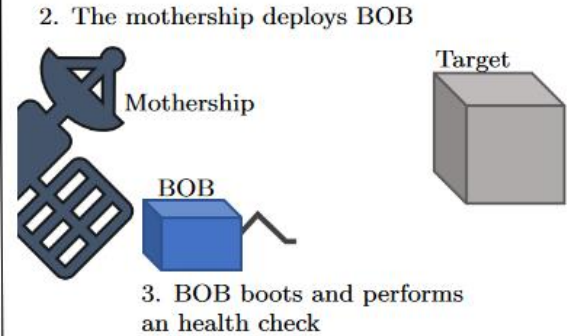 2. The mothership deploys BOB
Target
Mothership
BOB
3. BOB boots and performs
an health check